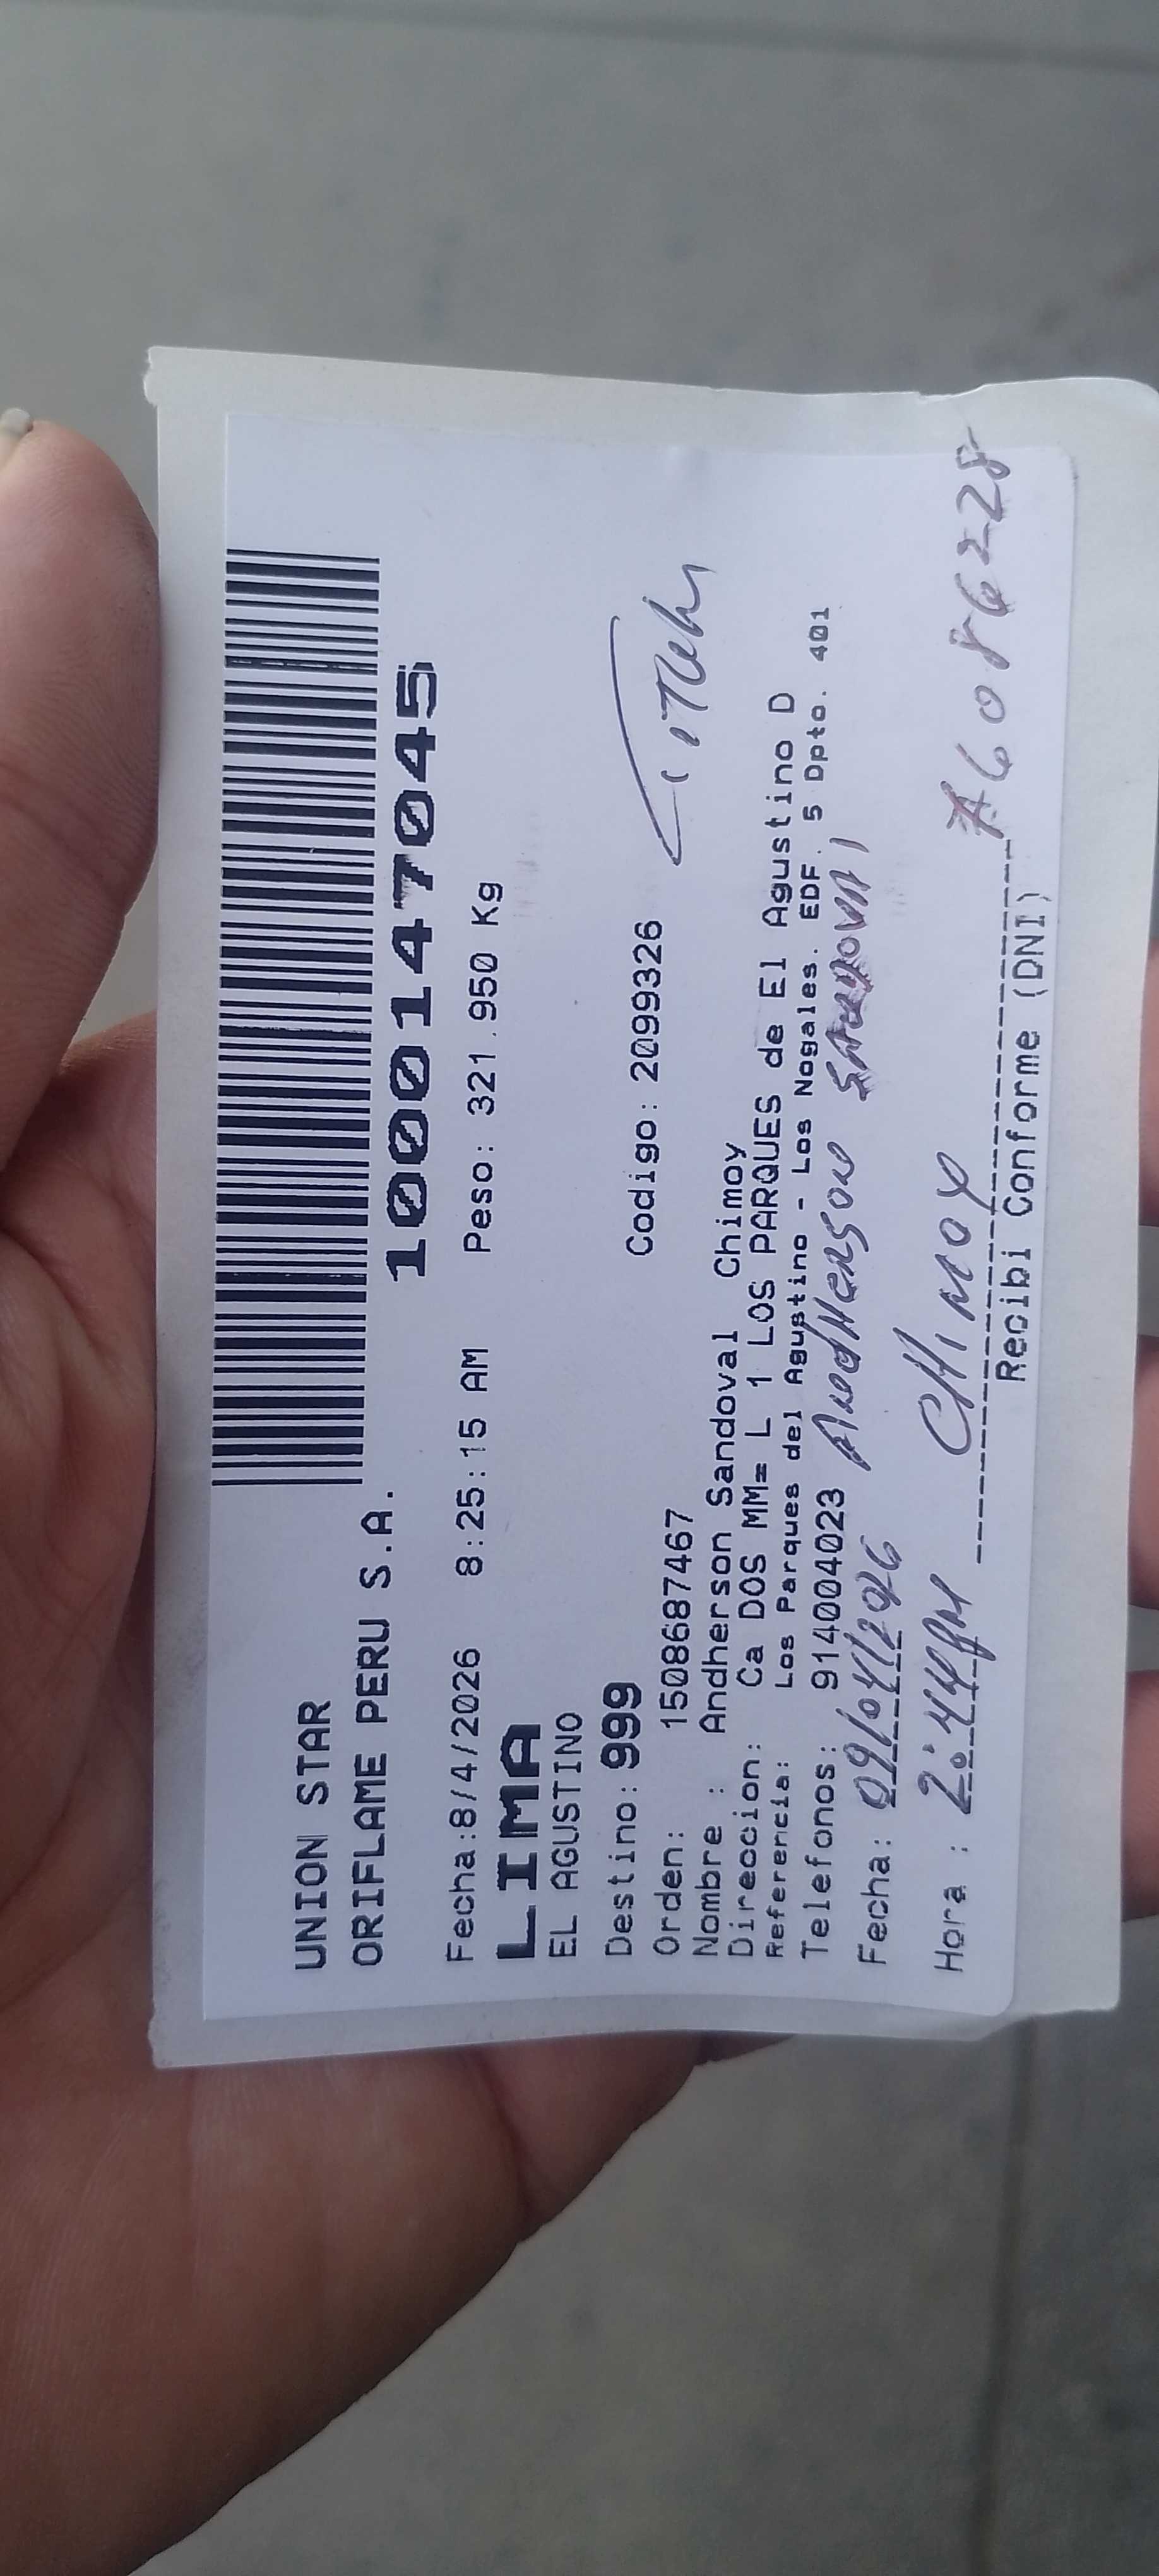 UNION STAR
ORIFLAME PERU S.A.
1000147045
Fecha:8/4/2026 8:25:15 AM Peso: 321.950 Kg
LIMA
EL AGUSTINO
Destino: 999 Codigo: 2099326
Orden: 150868 7467
Nombre : Andherson Sandoval Chimoy
Direccion: Ca DOS MM= L 1 LOS PARQUES de El Agustino D
Referencia: Los Parques del Agustino - Los Nogales. EDF. 5 Dpto. 401
Telefonos: 914004023 Andherson Sandoval
Fecha: 09/04/2026
Hora : 2:44PM CHIMOY 76086228
Recibi Conforme (DNI)